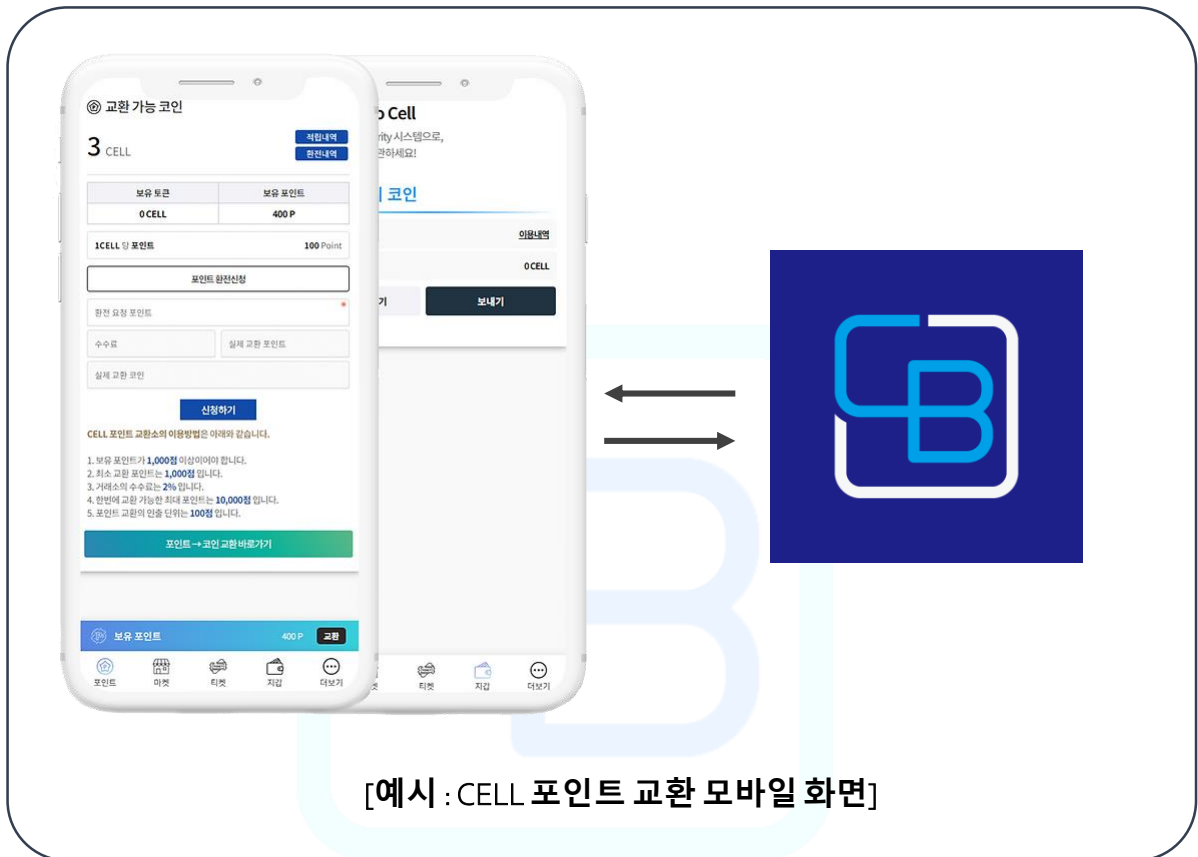 교환 가능 코인
3 CELL
적립내역
환전내역
보유 토큰 보유 포인트
0 CELL 400 P
1CELL 당 포인트 100 Point
포인트 환전신청
환전 요청 포인트 *
수수료 실제 교환 포인트
실제 교환 코인
신청하기
CELL 포인트 교환소의 이용방법은 아래와 같습니다.
1. 보유 포인트가 1,000점 이상이어야 합니다.
2. 최소 교환 포인트는 1,000점 입니다.
3. 거래소의 수수료는 2% 입니다.
4. 한번에 교환 가능한 최대 포인트는 10,000점 입니다.
5. 포인트 교환의 인출 단위는 100점 입니다.
포인트 → 코인 교환 바로가기
보유 포인트 400 P 교환
포인트 마켓 티켓 지갑 더보기
Cell
rity 시스템으로,
관하세요!
코인
이용내역
0 CELL
기 보내기
티켓 지갑 더보기
B
[예시 : CELL 포인트 교환 모바일 화면]